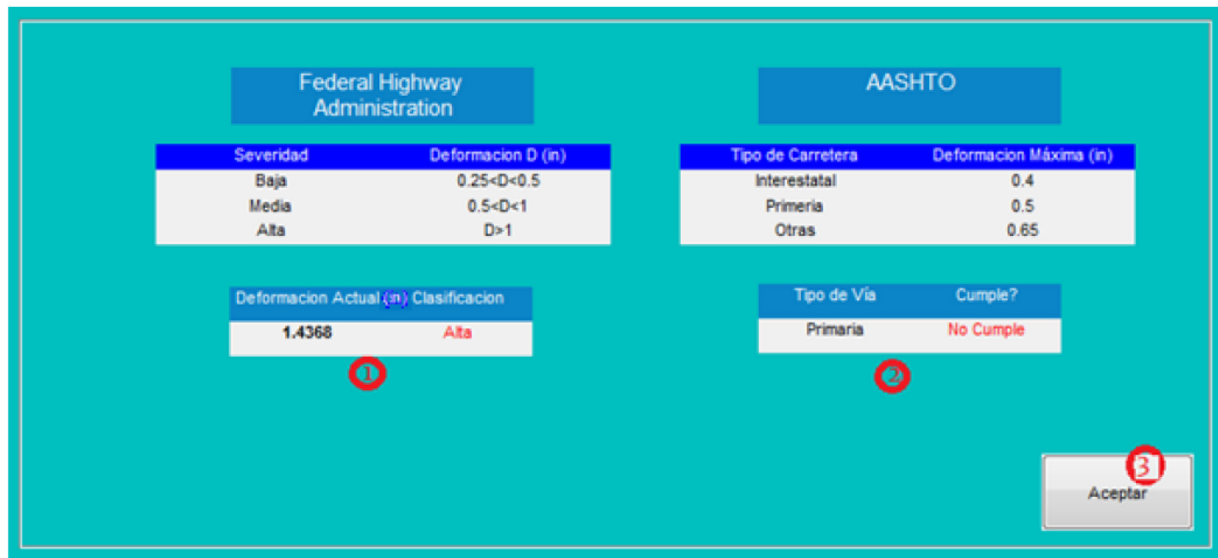 Federal Highway
Administration
Severidad Deformacion D (in)
Baja 0.25<D<0.5
Media 0.5<D<1
Alta D>1
Deformacion Actual (in) Clasificacion
1.4368 Alta
1
AASHTO
Tipo de Carretera Deformacion Máxima (in)
Interestatal 0.4
Primeria 0.5
Otras 0.65
Tipo de Vía Cumple?
Primaria No Cumple
2
3
Aceptar